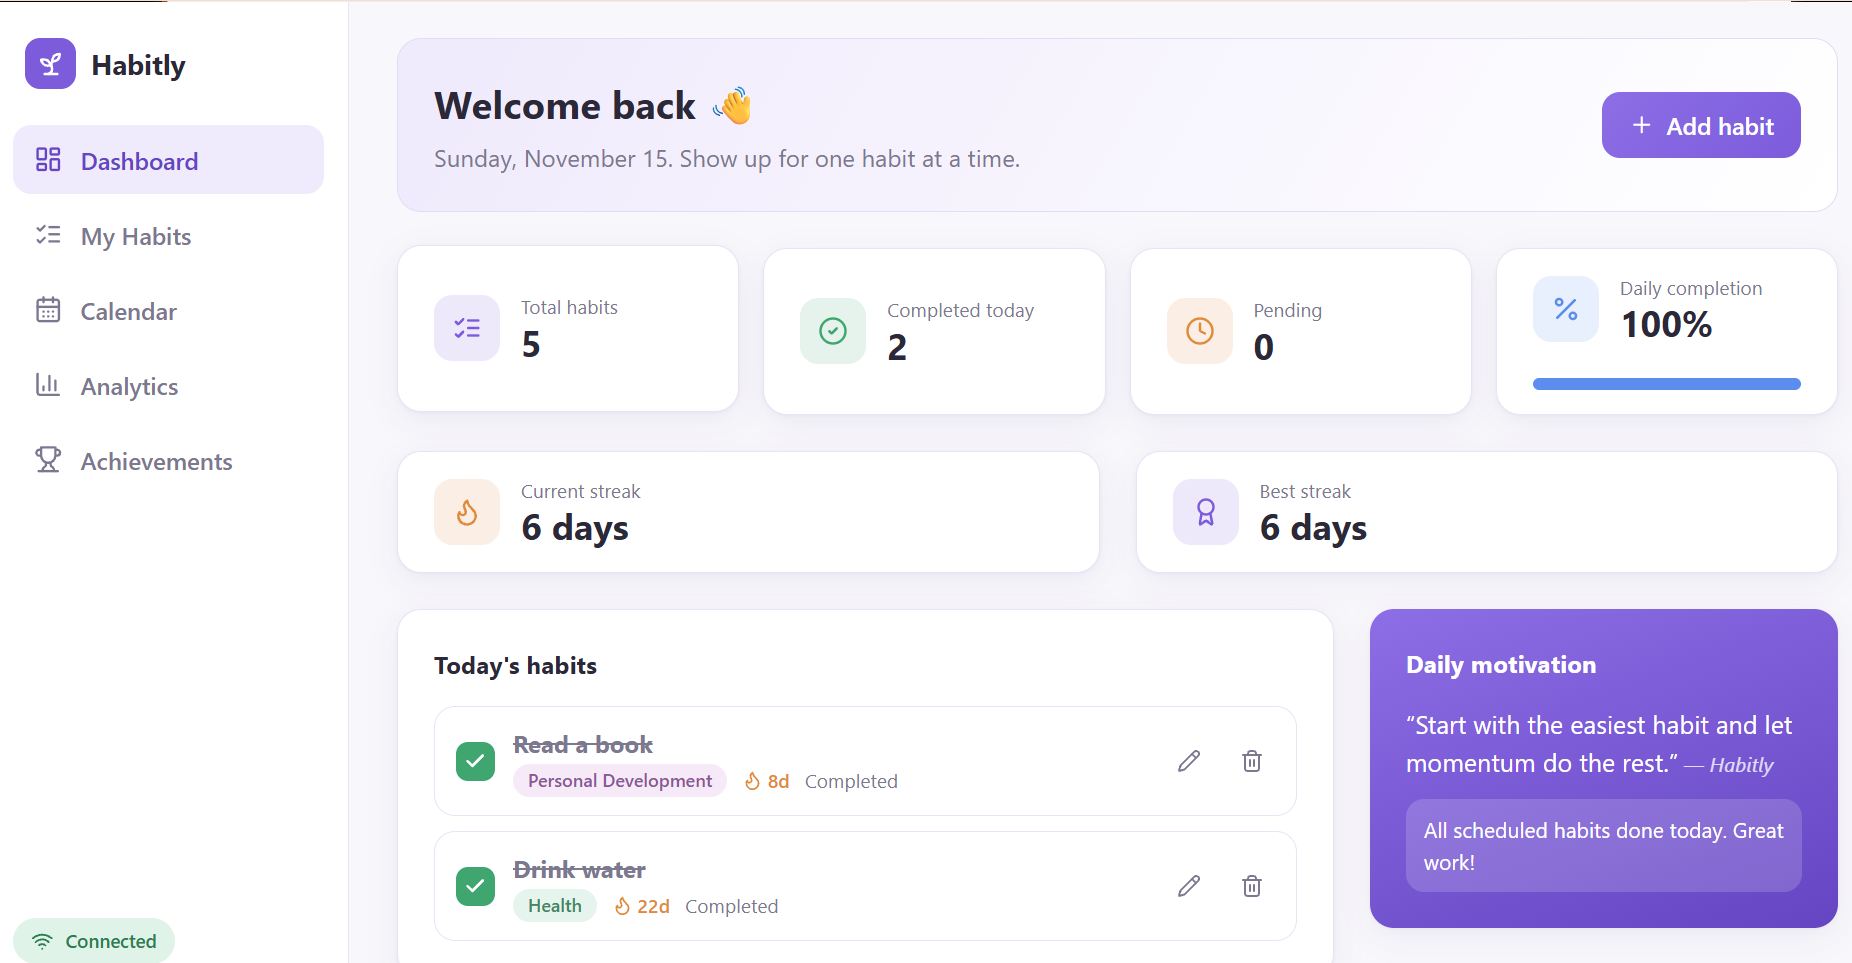 Habitly
Dashboard
My Habits
Calendar
Analytics
Achievements
Connected
Welcome back 👋
Sunday, November 15. Show up for one habit at a time.
+ Add habit
Total habits
5
Completed today
2
Pending
0
Daily completion
100%
Current streak
6 days
Best streak
6 days
Today's habits
Read a book
Personal Development 8d Completed
Drink water
Health 22d Completed
Daily motivation
“Start with the easiest habit and let
momentum do the rest.” — Habitly
All scheduled habits done today. Great
work!